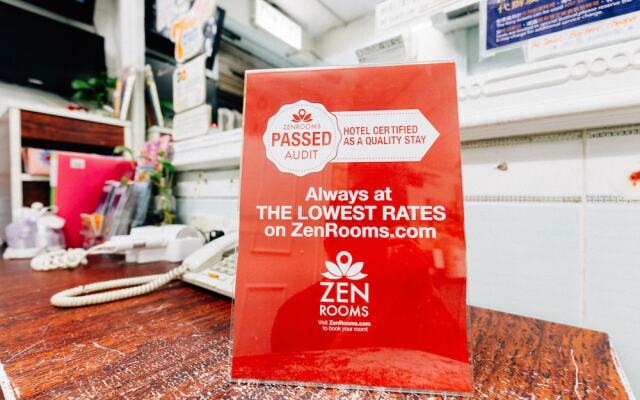 ZENROOMS
PASSED
AUDIT
HOTEL CERTIFIED
AS A QUALITY STAY
Always at
THE LOWEST RATES
on ZenRooms.com
ZEN
ROOMS
Visit ZenRooms.com
to book your room!